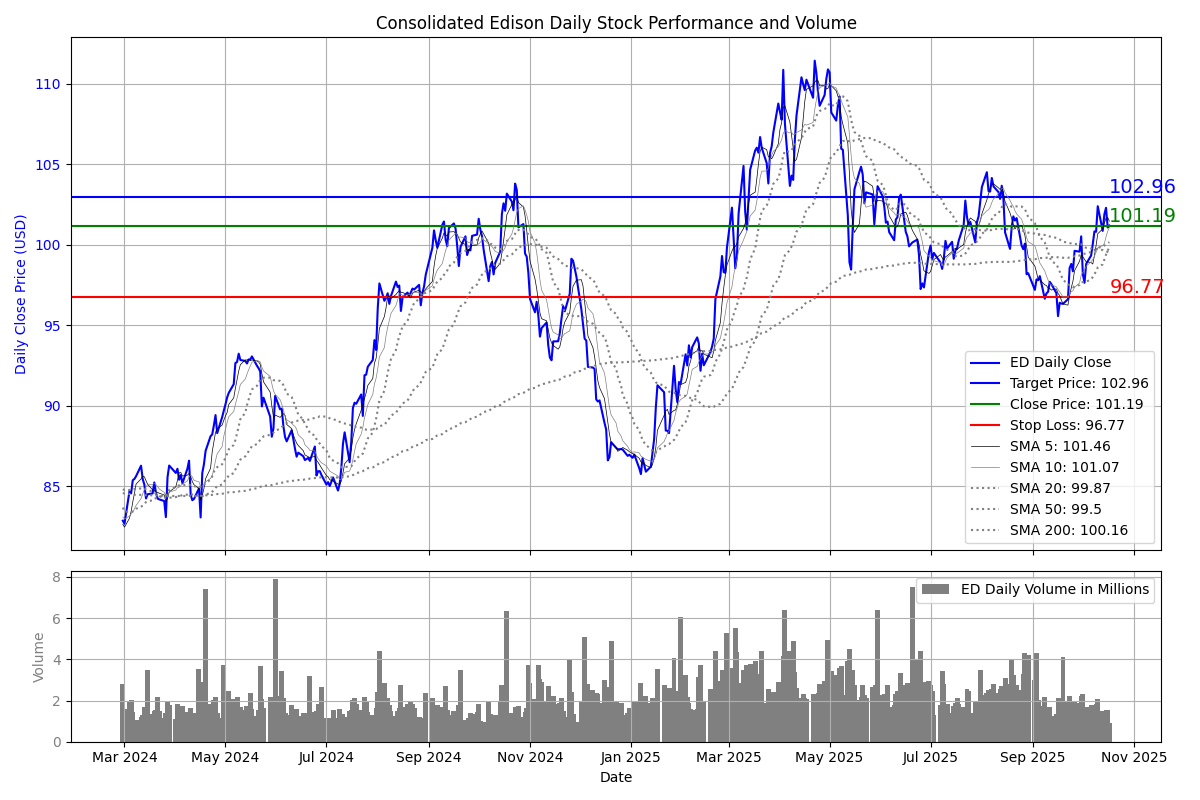 Consolidated Edison Daily Stock Performance and Volume
Daily Close Price (USD)
110
105
100
95
90
85
102.96
101.19
96.77
ED Daily Close
Target Price: 102.96
Close Price: 101.19
Stop Loss: 96.77
SMA 5: 101.46
SMA 10: 101.07
SMA 20: 99.87
SMA 50: 99.5
SMA 200: 100.16
Volume
8
6
4
2
0
ED Daily Volume in Millions
Mar 2024 May 2024 Jul 2024 Sep 2024 Nov 2024 Jan 2025 Mar 2025 May 2025 Jul 2025 Sep 2025 Nov 2025
Date